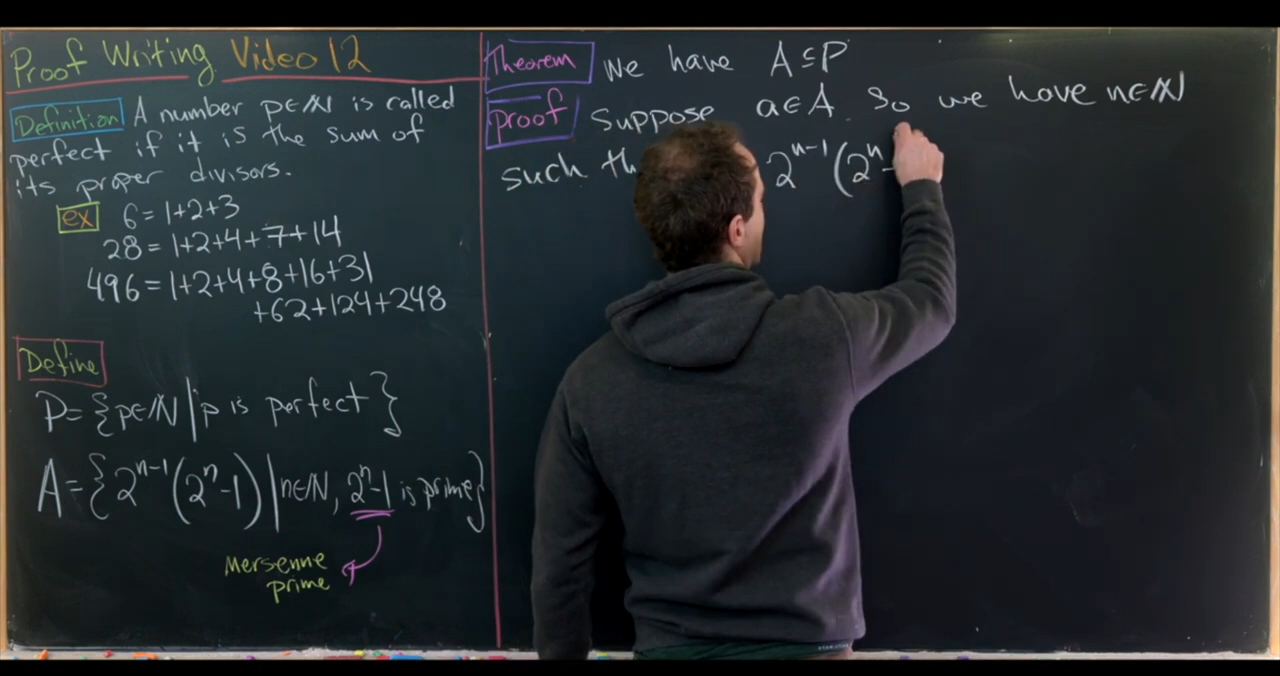 Proof Writing Video 12
Definition A number p∈ℕ is called
perfect if it is the sum of
its proper divisors.
ex 6=1+2+3
28=1+2+4+7+14
496=1+2+4+8+16+31
+62+124+248
Define
P={p∈ℕ|p is perfect}
A={2^{n-1}(2^n-1)|n∈ℕ, 2^n-1 is prime}
Mersenne
prime
Theorem We have A⊆P
Proof Suppose a∈A. So we have n∈ℕ
such 2^{n-1}(2^n-